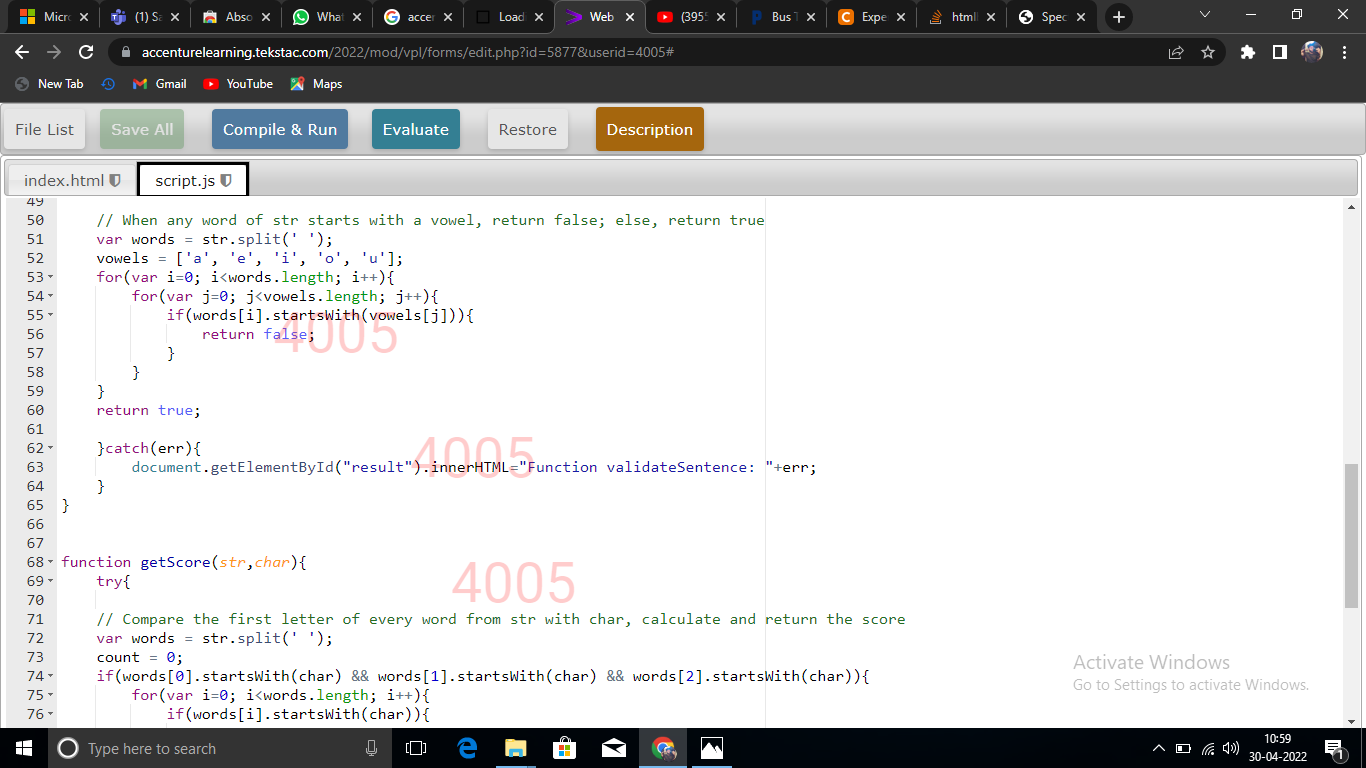 Micro
(1) Sa
Abso
What
accen
Loadi
Web
(3955
Bus T
Expe
htmll
Spec
accenturelearning.tekstac.com/2022/mod/vpl/forms/edit.php?id=5877&userid=4005#
New Tab
Gmail
YouTube
Maps
File List
Save All
Compile & Run
Evaluate
Restore
Description
index.html
script.js
49
50 // When any word of str starts with a vowel, return false; else, return true
51 var words = str.split(' ');
52 vowels = ['a', 'e', 'i', 'o', 'u'];
53 for(var i=0; i<words.length; i++){
54 for(var j=0; j<vowels.length; j++){
55 if(words[i].startsWith(vowels[j])){
4005
56 return false;
57 }
58 }
59 }
60 return true;
61
62 }catch(err){
4005
63 document.getElementById("result").innerHTML="Function validateSentence: "+err;
64 }
65 }
66
67
68 function getScore(str,char){
69 try{
4005
70
71 // Compare the first letter of every word from str with char, calculate and return the score
72 var words = str.split(' ');
73 count = 0;
74 if(words[0].startsWith(char) && words[1].startsWith(char) && words[2].startsWith(char)){
75 for(var i=0; i<words.length; i++){
76 if(words[i].startsWith(char)){
Activate Windows
Go to Settings to activate Windows.
Type here to search
10:59
30-04-2022
1